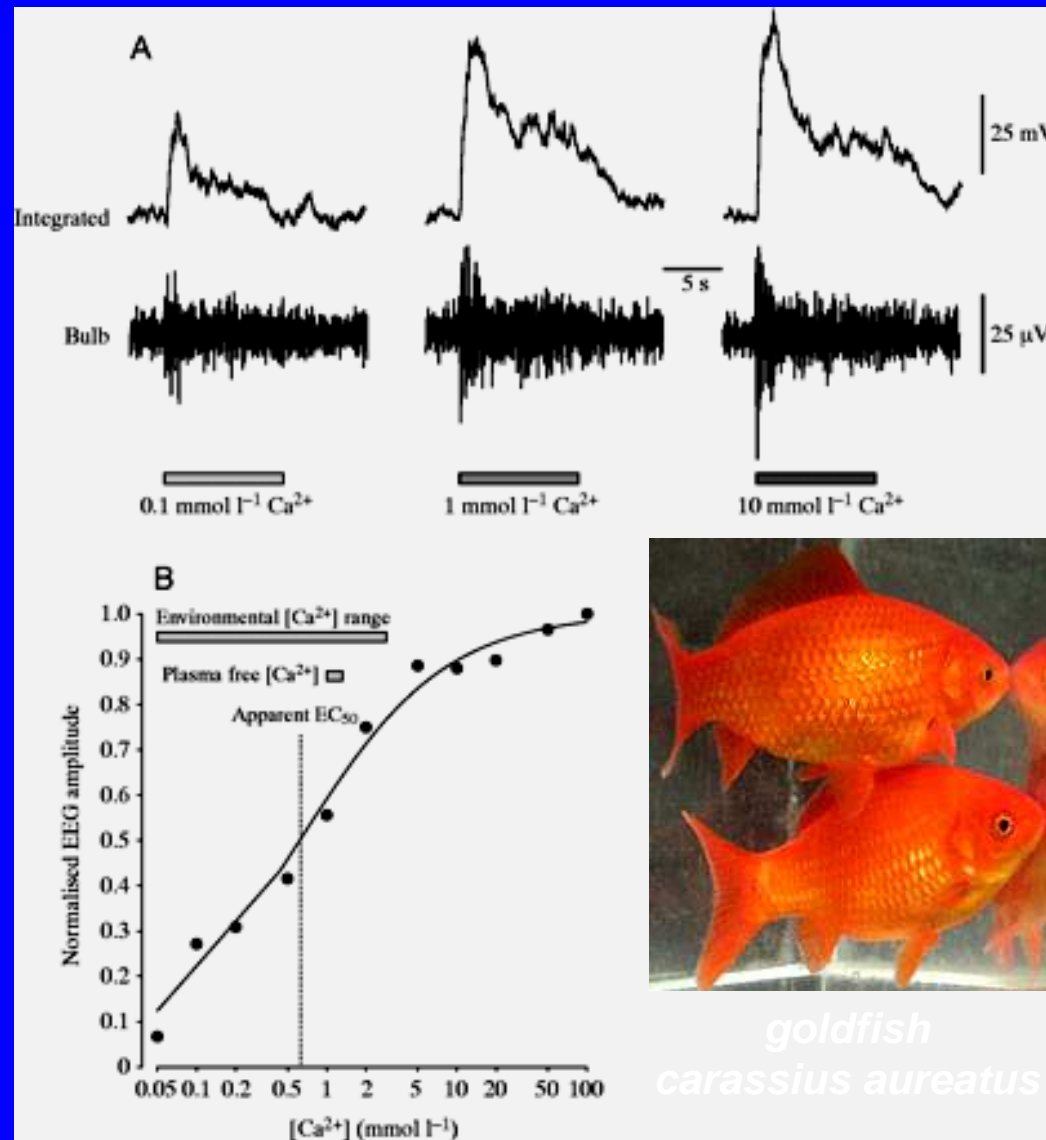 A
25 mV
Integrated
5 s
Bulb
25 µV
0.1 mmol l⁻¹ Ca²⁺
1 mmol l⁻¹ Ca²⁺
10 mmol l⁻¹ Ca²⁺
B
Environmental [Ca²⁺] range
Plasma free [Ca²⁺]
Apparent EC₅₀
Normalised EEG amplitude
1.0
0.9
0.8
0.7
0.6
0.5
0.4
0.3
0.2
0.1
0
0.05 0.1 0.2 0.5 1 2 5 10 20 50 100
[Ca²⁺] (mmol l⁻¹)
goldfish
carassius aureatus